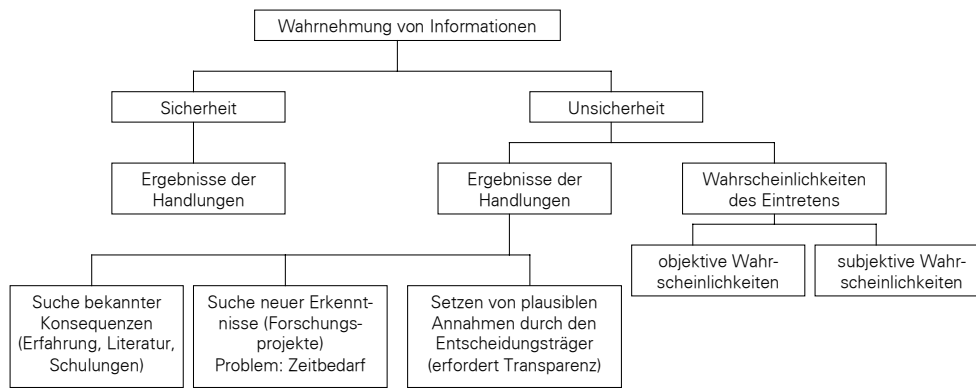 Wahrnehmung von Informationen
Sicherheit
Unsicherheit
Ergebnisse der
Handlungen
Ergebnisse der
Handlungen
Wahrscheinlichkeiten
des Eintretens
objektive Wahr-
scheinlichkeiten
subjektive Wahr-
scheinlichkeiten
Suche bekannter
Konsequenzen
(Erfahrung, Literatur,
Schulungen)
Suche neuer Erkennt-
nisse (Forschungs-
projekte)
Problem: Zeitbedarf
Setzen von plausiblen
Annahmen durch den
Entscheidungsträger
(erfordert Transparenz)